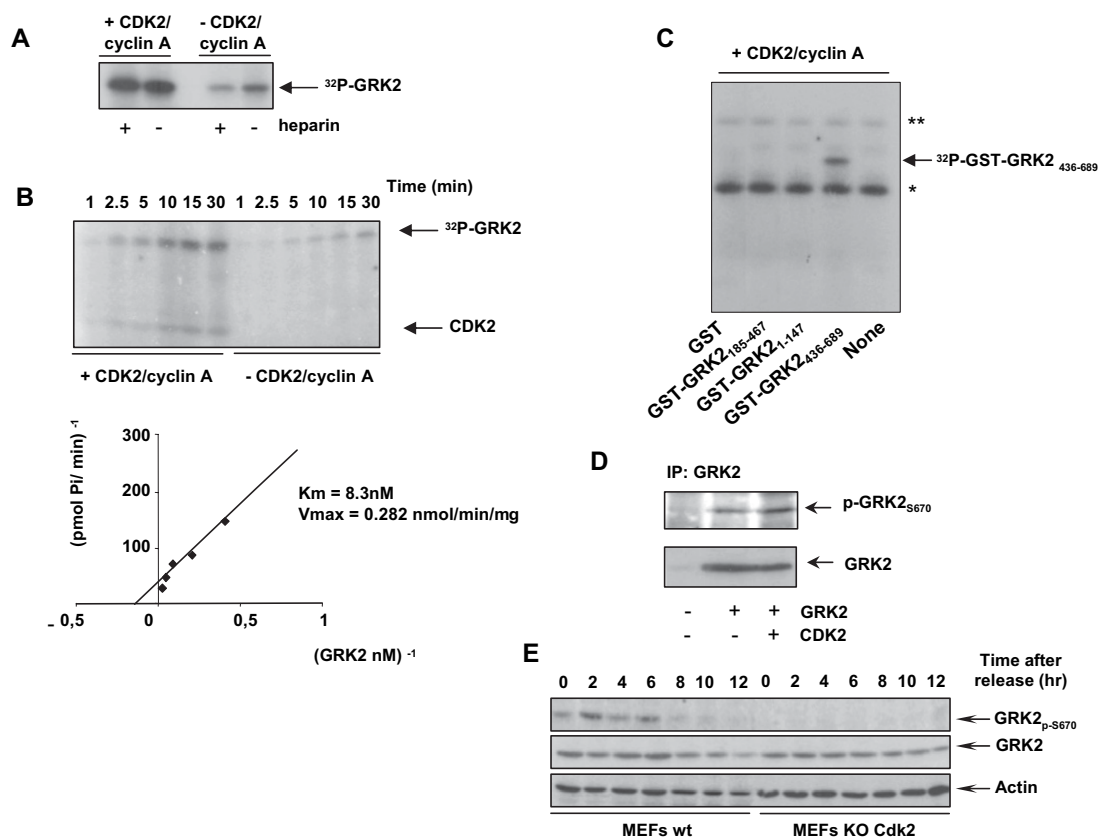 A
+ CDK2/ cyclin A
- CDK2/ cyclin A
32P-GRK2
+ - + - heparin
B
Time (min)
1 2.5 5 10 15 30 1 2.5 5 10 15 30
32P-GRK2
CDK2
+ CDK2/cyclin A - CDK2/cyclin A
(pmol Pi/ min) -1
300
200
100
Km = 8.3nM
Vmax = 0.282 nmol/min/mg
- 0,5 0 0,5 1
(GRK2 nM) -1
C
+ CDK2/cyclin A
**
32P-GST-GRK2 436-689
*
GST
GST-GRK2185-467
GST-GRK21-147
GST-GRK2436-689
None
D
IP: GRK2
p-GRK2S670
GRK2
- + + GRK2
- - + CDK2
E
Time after
release (hr)
0 2 4 6 8 10 12 0 2 4 6 8 10 12
GRK2p-S670
GRK2
Actin
MEFs wt MEFs KO Cdk2